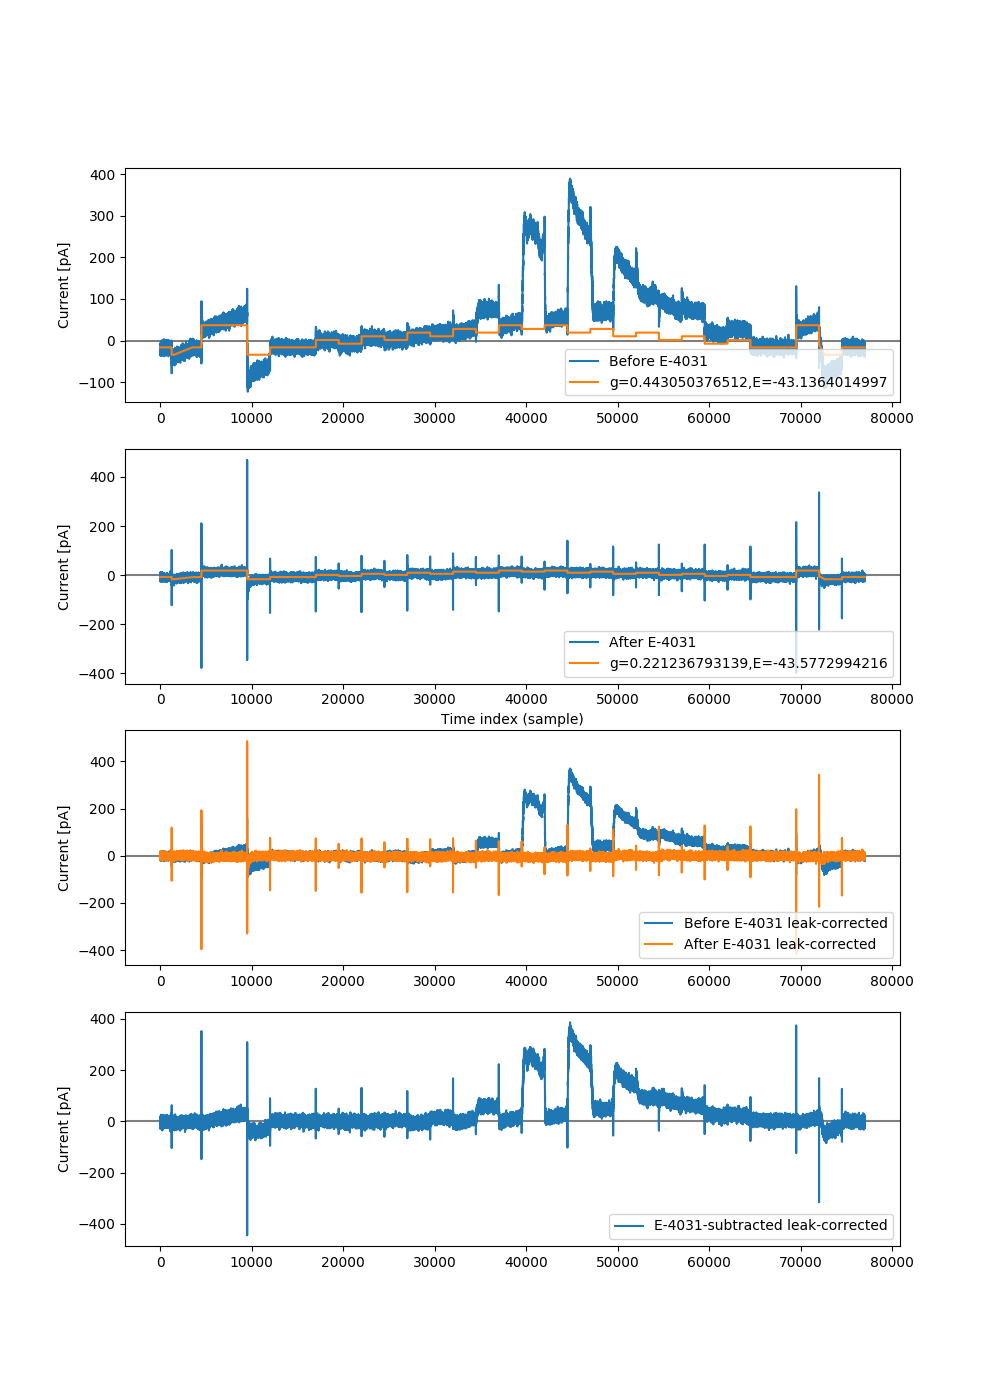 400
300
200
100
0
−100
Current [pA]
Before E-4031
g=0.443050376512,E=-43.1364014997
0 10000 20000 30000 40000 50000 60000 70000 80000
400
200
0
−200
−400
Current [pA]
After E-4031
g=0.221236793139,E=-43.5772994216
0 10000 20000 30000 40000 50000 60000 70000 80000
Time index (sample)
400
200
0
−200
−400
Current [pA]
Before E-4031 leak-corrected
After E-4031 leak-corrected
0 10000 20000 30000 40000 50000 60000 70000 80000
400
200
0
−200
−400
Current [pA]
E-4031-subtracted leak-corrected
0 10000 20000 30000 40000 50000 60000 70000 80000